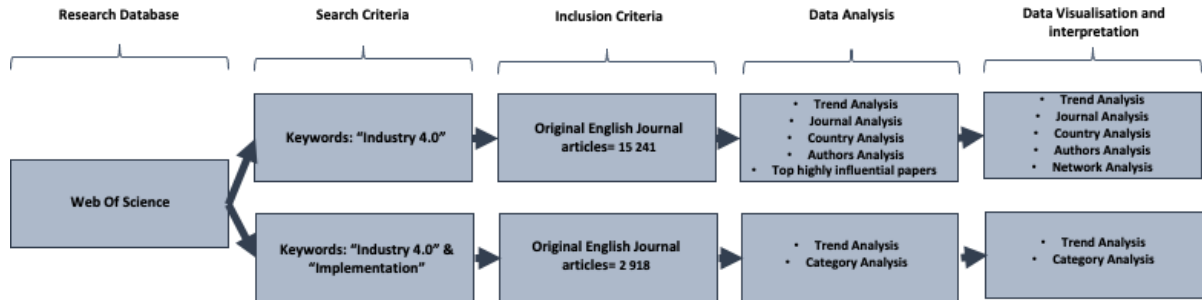 Research Database
Search Criteria
Inclusion Criteria
Data Analysis
Data Visualisation and
interpretation
Web Of Science
Keywords: “Industry 4.0”
Original English Journal
articles= 15 241
• Trend Analysis
• Journal Analysis
• Country Analysis
• Authors Analysis
• Top highly influential papers
• Trend Analysis
• Journal Analysis
• Country Analysis
• Authors Analysis
• Network Analysis
Keywords: “Industry 4.0” &
“Implementation”
Original English Journal
articles= 2 918
• Trend Analysis
• Category Analysis
• Trend Analysis
• Category Analysis